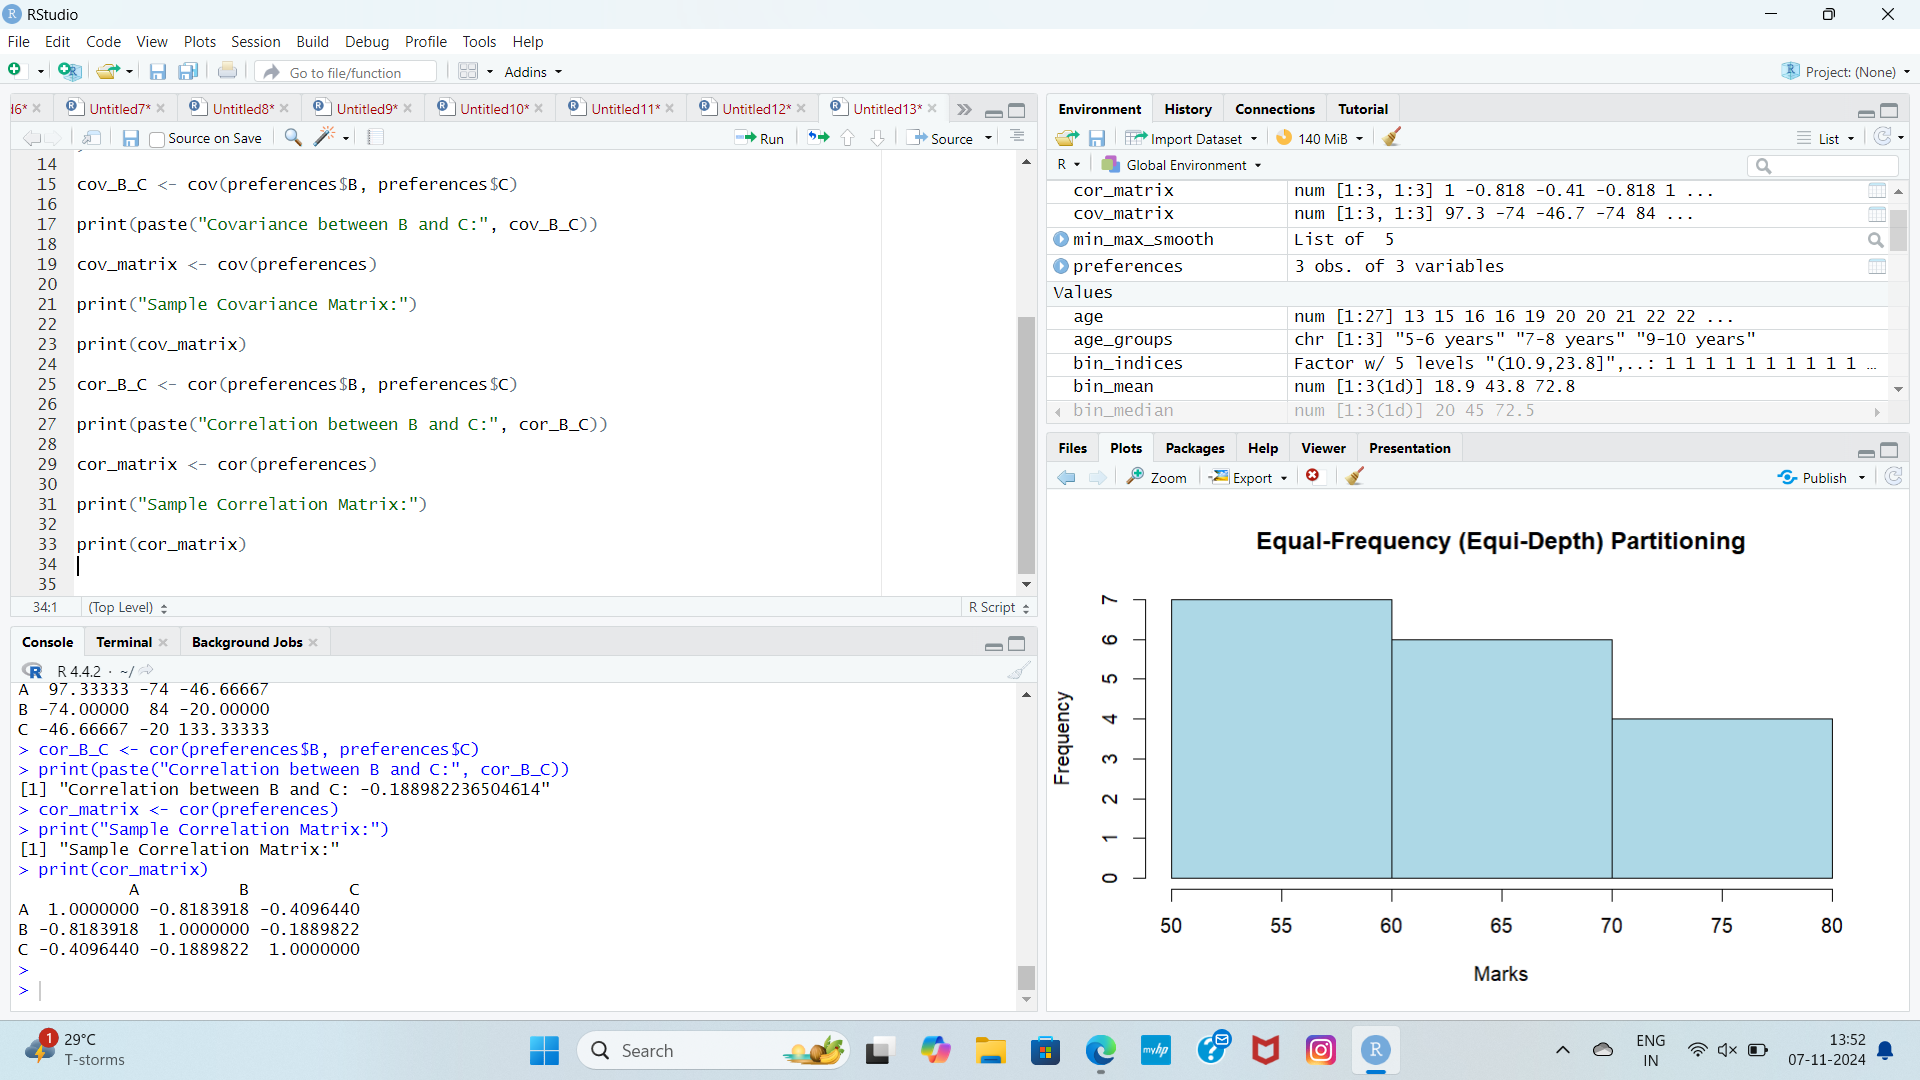 RStudio
File Edit Code View Plots Session Build Debug Profile Tools Help
Go to file/function Addins Project: (None)
d6* Untitled7* Untitled8* Untitled9* Untitled10* Untitled11* Untitled12* Untitled13*
Source on Save Run Source
14
15 cov_B_C <- cov(preferences$B, preferences$C)
16
17 print(paste("Covariance between B and C:", cov_B_C))
18
19 cov_matrix <- cov(preferences)
20
21 print("Sample Covariance Matrix:")
22
23 print(cov_matrix)
24
25 cor_B_C <- cor(preferences$B, preferences$C)
26
27 print(paste("Correlation between B and C:", cor_B_C))
28
29 cor_matrix <- cor(preferences)
30
31 print("Sample Correlation Matrix:")
32
33 print(cor_matrix)
34
35
34:1 (Top Level) R Script
Console Terminal Background Jobs
R 4.4.2 · ~/
A 97.33333 -74 -46.66667
B -74.00000 84 -20.00000
C -46.66667 -20 133.33333
> cor_B_C <- cor(preferences$B, preferences$C)
> print(paste("Correlation between B and C:", cor_B_C))
[1] "Correlation between B and C: -0.188982236504614"
> cor_matrix <- cor(preferences)
> print("Sample Correlation Matrix:")
[1] "Sample Correlation Matrix:"
> print(cor_matrix)
A B C
A 1.0000000 -0.8183918 -0.4096440
B -0.8183918 1.0000000 -0.1889822
C -0.4096440 -0.1889822 1.0000000
>
>
Environment History Connections Tutorial
Import Dataset 140 MiB List
R Global Environment
cor_matrix num [1:3, 1:3] 1 -0.818 -0.41 -0.818 1 ...
cov_matrix num [1:3, 1:3] 97.3 -74 -46.7 -74 84 ...
min_max_smooth List of 5
preferences 3 obs. of 3 variables
Values
age num [1:27] 13 15 16 16 19 20 20 21 22 22 ...
age_groups chr [1:3] "5-6 years" "7-8 years" "9-10 years"
bin_indices Factor w/ 5 levels "(10.9,23.8]",..: 1 1 1 1 1 1 1 1 1 1 …
bin_mean num [1:3(1d)] 18.9 43.8 72.8
bin_median num [1:3(1d)] 20 45 72.5
Files Plots Packages Help Viewer Presentation
Zoom Export Publish
Equal-Frequency (Equi-Depth) Partitioning
7
6
5
4
3
2
1
0
Frequency
50 55 60 65 70 75 80
Marks
1
29°C
T-storms
Search
myhp
R
ENG
IN
13:52
07-11-2024